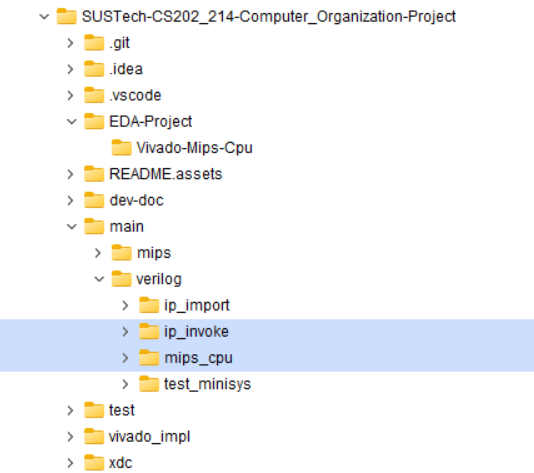 SUSTech-CS202_214-Computer_Organization-Project
.git
.idea
.vscode
EDA-Project
Vivado-Mips-Cpu
README.assets
dev-doc
main
mips
verilog
ip_import
ip_invoke
mips_cpu
test_minisys
test
vivado_impl
xdc